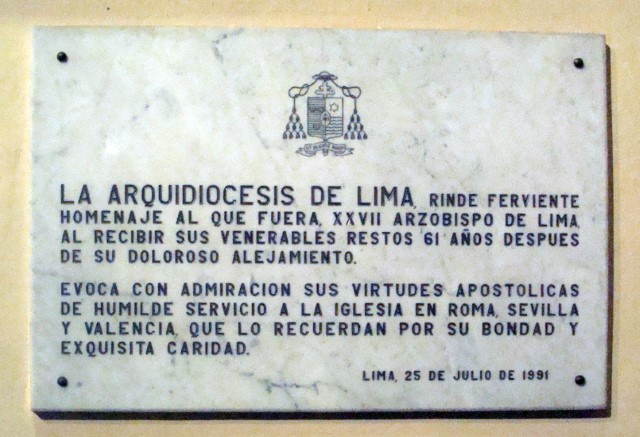 LA ARQUIDIOCESIS DE LIMA, RINDE FERVIENTE
HOMENAJE AL QUE FUERA, XXVII ARZOBISPO DE LIMA
AL RECIBIR SUS VENERABLES RESTOS 61 AÑOS DESPUES
DE SU DOLOROSO ALEJAMIENTO.
EVOCA CON ADMIRACION SUS VIRTUDES APOSTOLICAS
DE HUMILDE SERVICIO A LA IGLESIA EN ROMA, SEVILLA
Y VALENCIA, QUE LO RECUERDAN POR SU BONDAD Y
EXQUISITA CARIDAD.
LIMA, 25 DE JULIO DE 1991